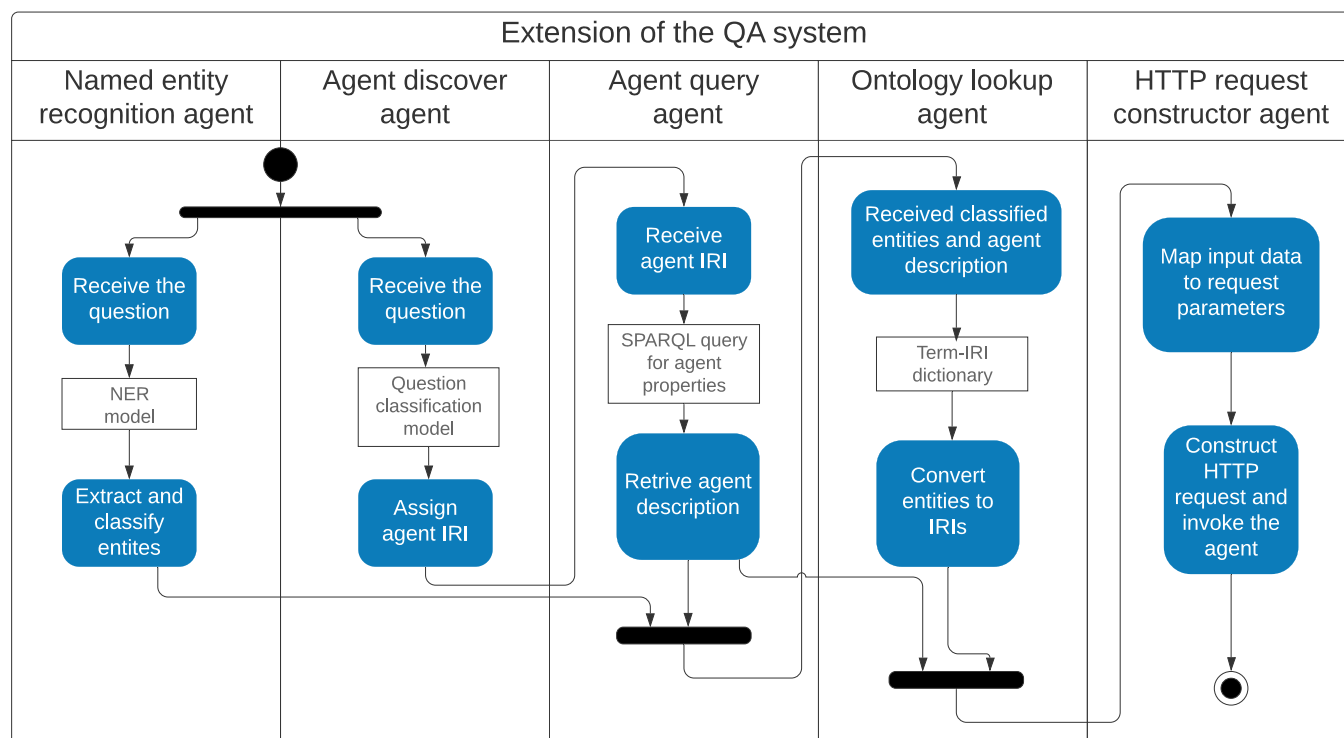 Extension of the QA system
Named entity
recognition agent
Agent discover
agent
Agent query
agent
Ontology lookup
agent
HTTP request
constructor agent
Receive the
question
NER
model
Extract and
classify
entites
Receive the
question
Question
classification
model
Assign
agent IRI
Receive
agent IRI
SPARQL query
for agent
properties
Retrive agent
description
Received classified
entities and agent
description
Term-IRI
dictionary
Convert
entities to
IRIs
Map input data
to request
parameters
Construct
HTTP
request and
invoke the
agent